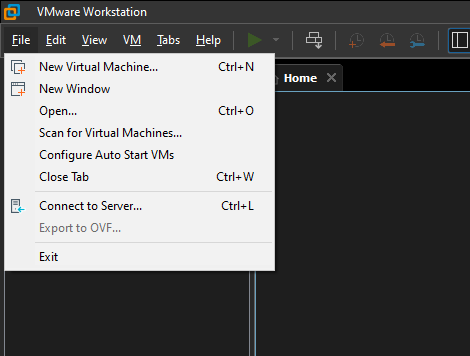 VMware Workstation
File Edit View VM Tabs Help
Home
New Virtual Machine... Ctrl+N
New Window
Open... Ctrl+O
Scan for Virtual Machines...
Configure Auto Start VMs
Close Tab Ctrl+W
Connect to Server... Ctrl+L
Export to OVF...
Exit